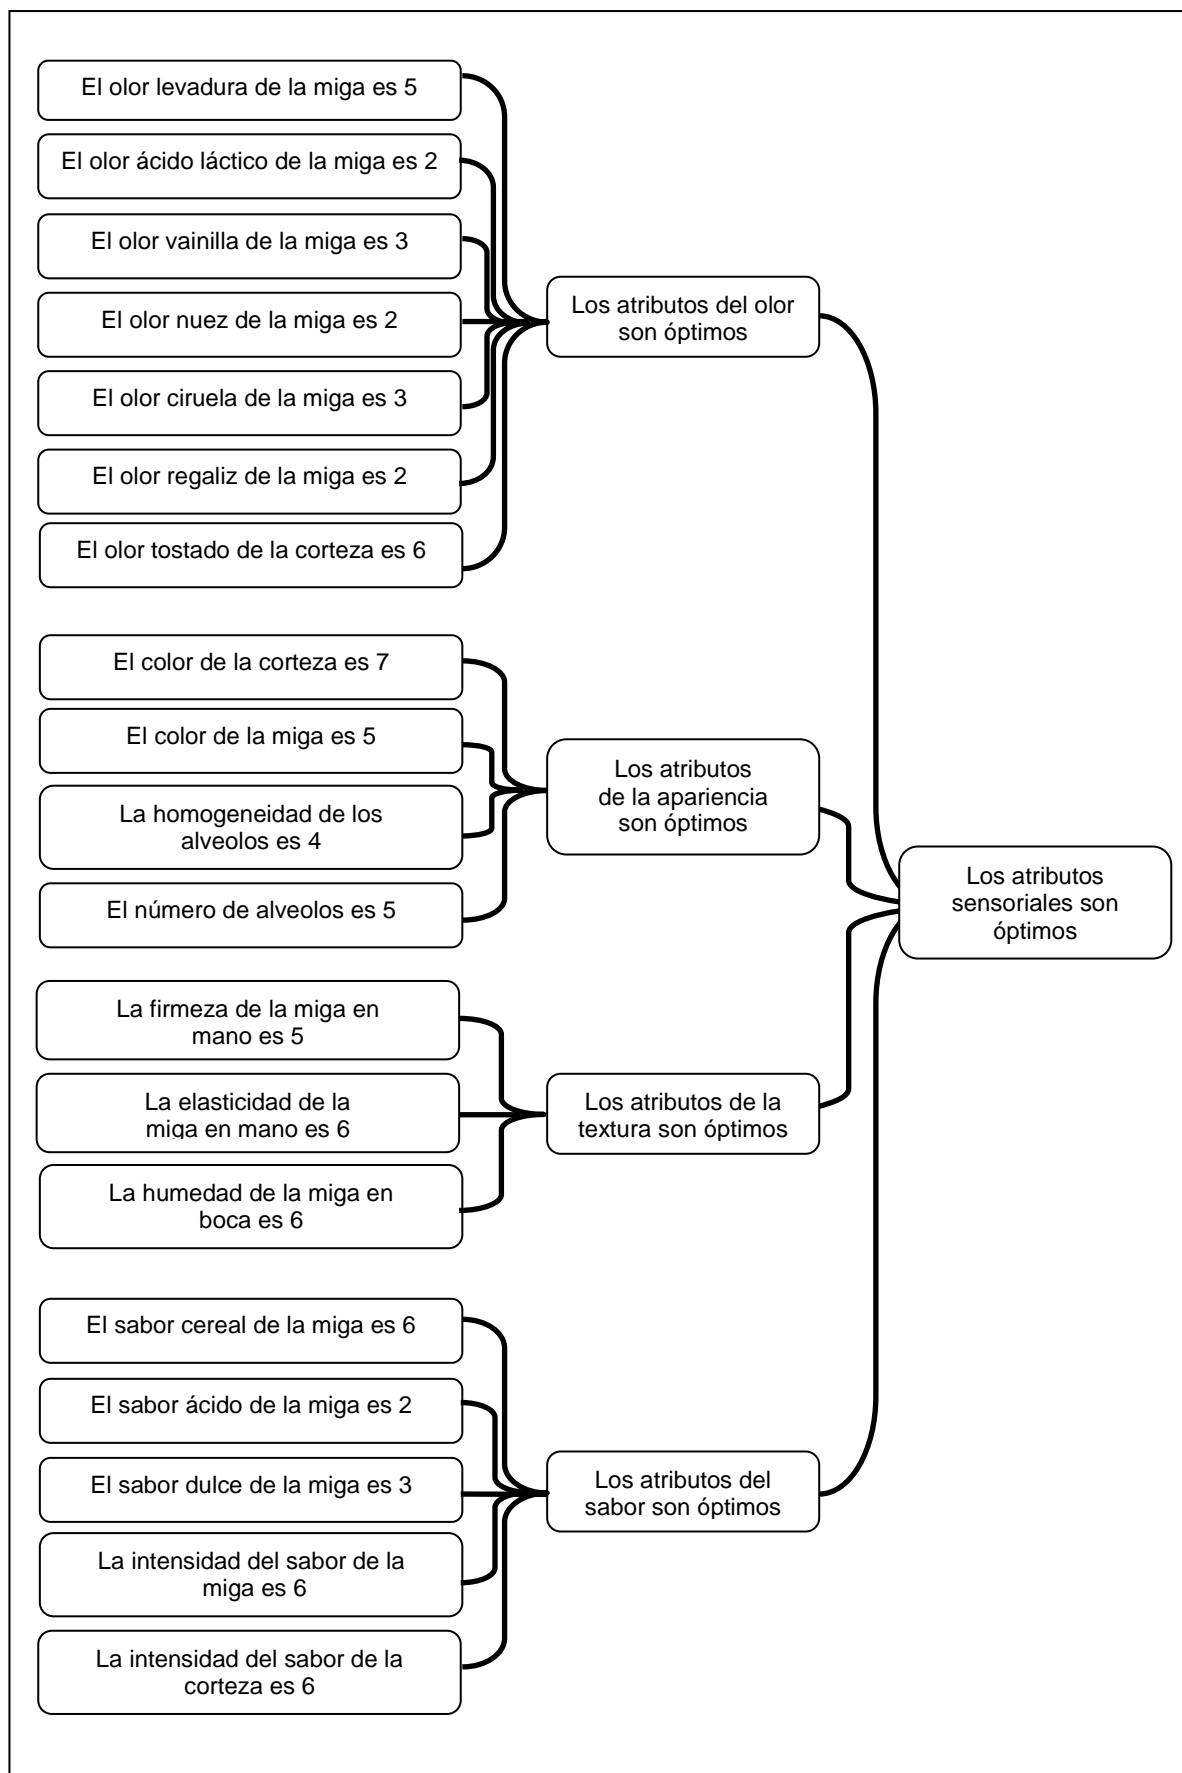 El olor levadura de la miga es 5
El olor ácido láctico de la miga es 2
El olor vainilla de la miga es 3
El olor nuez de la miga es 2
El olor ciruela de la miga es 3
El olor regaliz de la miga es 2
El olor tostado de la corteza es 6
Los atributos del olor
son óptimos
El color de la corteza es 7
El color de la miga es 5
La homogeneidad de los
alveolos es 4
El número de alveolos es 5
Los atributos
de la apariencia
son óptimos
La firmeza de la miga en
mano es 5
La elasticidad de la
miga en mano es 6
La humedad de la miga en
boca es 6
Los atributos de la
textura son óptimos
El sabor cereal de la miga es 6
El sabor ácido de la miga es 2
El sabor dulce de la miga es 3
La intensidad del sabor de la
miga es 6
La intensidad del sabor de la
corteza es 6
Los atributos del
sabor son óptimos
Los atributos
sensoriales son
óptimos